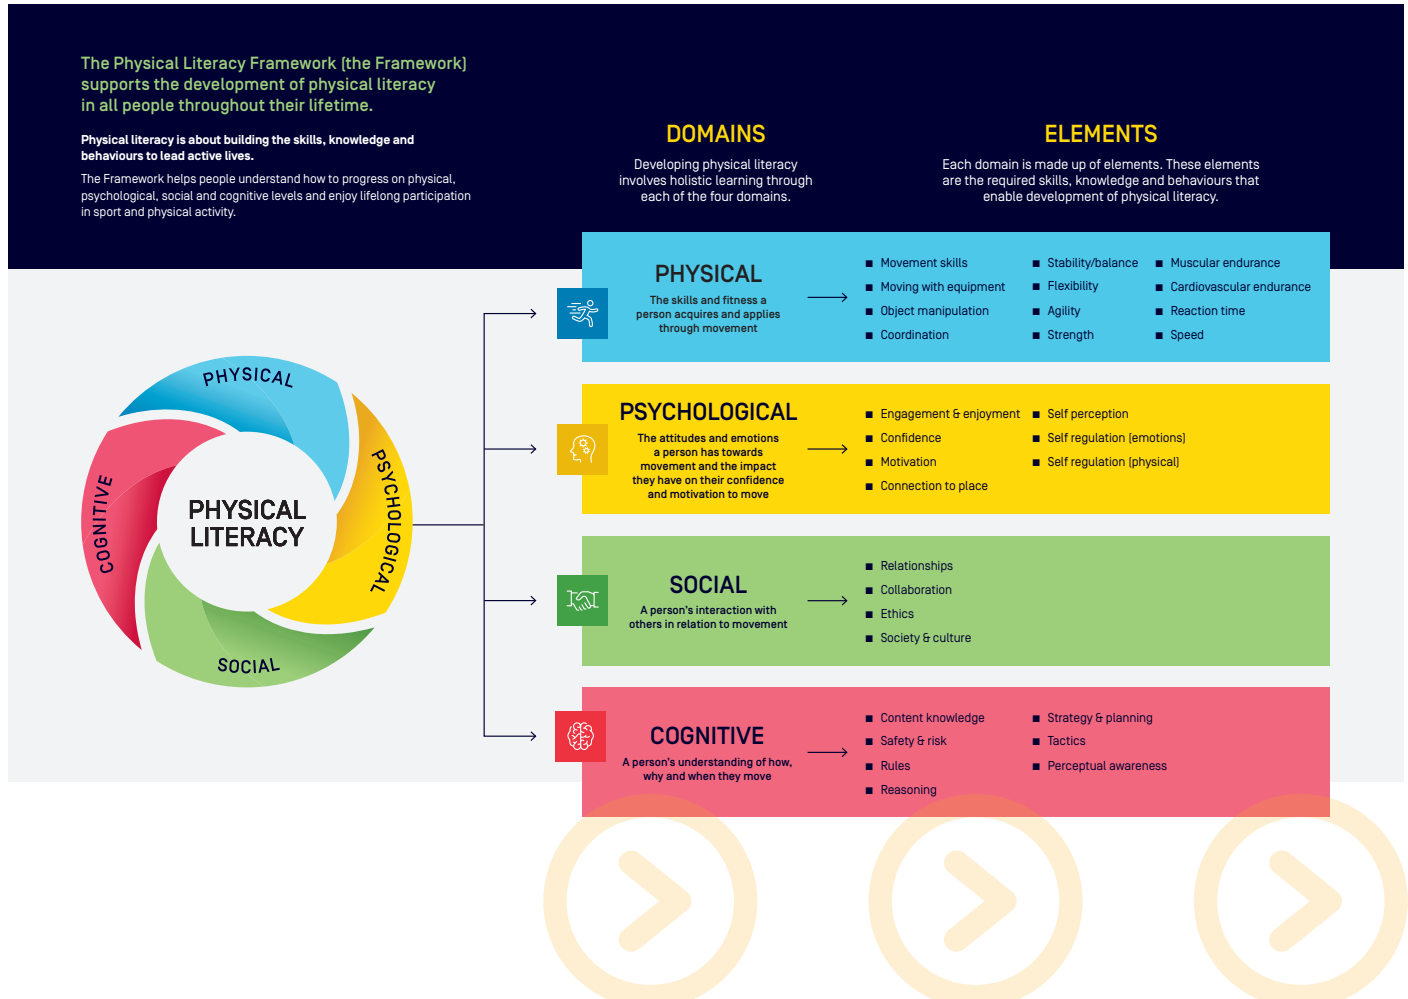 The Physical Literacy Framework (the Framework)
supports the development of physical literacy
in all people throughout their lifetime.
Physical literacy is about building the skills, knowledge and
behaviours to lead active lives.
The Framework helps people understand how to progress on physical,
psychological, social and cognitive levels and enjoy lifelong participation
in sport and physical activity.
DOMAINS
Developing physical literacy
involves holistic learning through
each of the four domains.
ELEMENTS
Each domain is made up of elements. These elements
are the required skills, knowledge and behaviours that
enable development of physical literacy.
PHYSICAL
PSYCHOLOGICAL
SOCIAL
COGNITIVE
PHYSICAL
LITERACY
PHYSICAL
The skills and fitness a
person acquires and applies
through movement
■ Movement skills
■ Moving with equipment
■ Object manipulation
■ Coordination
■ Stability/balance
■ Flexibility
■ Agility
■ Strength
■ Muscular endurance
■ Cardiovascular endurance
■ Reaction time
■ Speed
PSYCHOLOGICAL
The attitudes and emotions
a person has towards
movement and the impact
they have on their confidence
and motivation to move
■ Engagement & enjoyment
■ Confidence
■ Motivation
■ Connection to place
■ Self perception
■ Self regulation (emotions)
■ Self regulation (physical)
SOCIAL
A person's interaction with
others in relation to movement
■ Relationships
■ Collaboration
■ Ethics
■ Society & culture
COGNITIVE
A person's understanding of how,
why and when they move
■ Content knowledge
■ Safety & risk
■ Rules
■ Reasoning
■ Strategy & planning
■ Tactics
■ Perceptual awareness